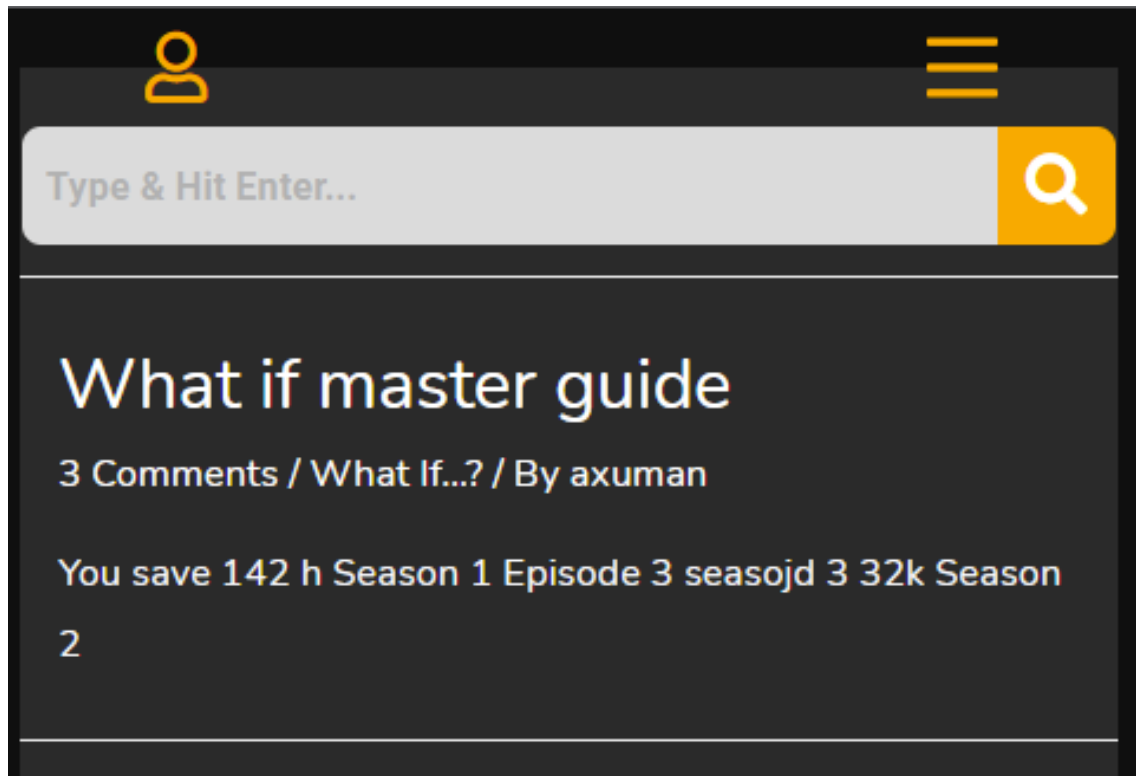 Type & Hit Enter...
What if master guide
3 Comments / What If...? / By axuman
You save 142 h Season 1 Episode 3 seasojd 3 32k Season
2